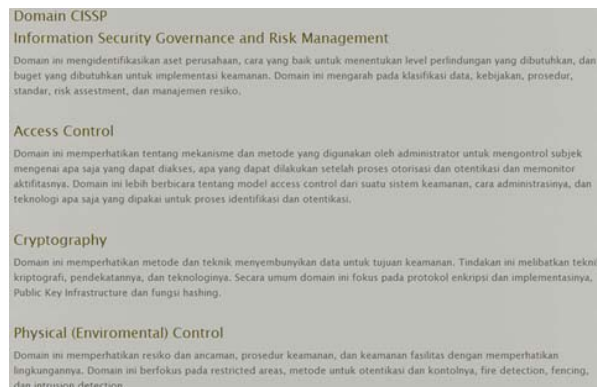 Domain CISSP
Information Security Governance and Risk Management
Domain ini mengidentifikasikan aset perusahaan, cara yang baik untuk menentukan level perlindungan yang dibutuhkan, dan
buget yang dibutuhkan untuk implementasi keamanan. Domain ini mengarah pada klasifikasi data, kebijakan, prosedur,
standar, risk assestment, dan manajemen resiko.
Access Control
Domain ini memperhatikan tentang mekanisme dan metode yang digunakan oleh administrator untuk mengontrol subjek
mengenai apa saja yang dapat diakses, apa yang dapat dilakukan setelah proses otorisasi dan otentikasi dan memonitor
aktifitasnya. Domain ini lebih berbicara tentang model access control dari suatu sistem keamanan, cara administrasinya, dan
teknologi apa saja yang dipakai untuk proses identifikasi dan otentikasi.
Cryptography
Domain ini memperhatikan metode dan teknik menyembunyikan data untuk tujuan keamanan. Tindakan ini melibatkan tekni
kriptografi, pendekatannya, dan teknologinya. Secara umum domain ini fokus pada protokol enkripsi dan implementasinya,
Public Key Infrastructure dan fungsi hashing.
Physical (Enviromental) Control
Domain ini memperhatikan resiko dan ancaman, prosedur keamanan, dan keamanan fasilitas dengan memperhatikan
lingkungannya. Domain ini berfokus pada restricted areas, metode untuk otentikasi dan kontolnya, fire detection, fencing,
dan intrusion detection